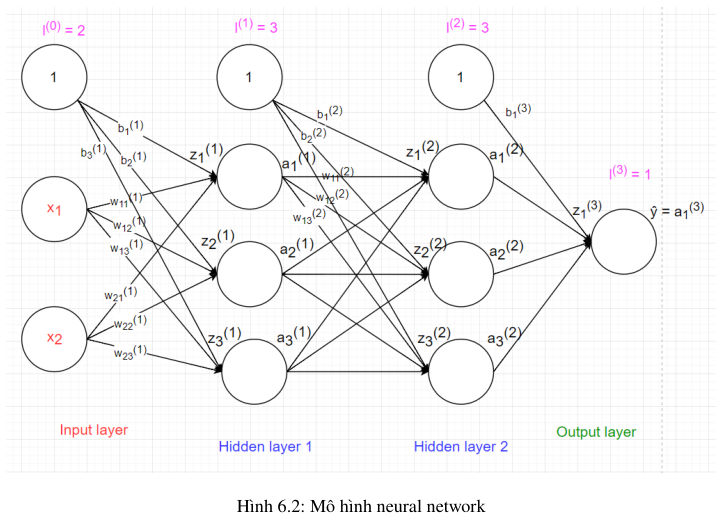 l⁽⁰⁾ = 2
l⁽¹⁾ = 3
l⁽²⁾ = 3
1
1
1
b₁⁽¹⁾
b₂⁽¹⁾
b₃⁽¹⁾
b₁⁽²⁾
b₂⁽²⁾
b₁⁽³⁾
x₁
w₁₁⁽¹⁾
w₁₂⁽¹⁾
w₁₃⁽¹⁾
z₁⁽¹⁾
a₁⁽¹⁾
w₁₁⁽²⁾
w₁₂⁽²⁾
w₁₃⁽²⁾
z₁⁽²⁾
a₁⁽²⁾
l⁽³⁾ = 1
z₁⁽³⁾
ŷ = a₁⁽³⁾
z₂⁽¹⁾
a₂⁽¹⁾
z₂⁽²⁾
a₂⁽²⁾
x₂
w₂₁⁽¹⁾
w₂₂⁽¹⁾
w₂₃⁽¹⁾
z₃⁽¹⁾
a₃⁽¹⁾
z₃⁽²⁾
a₃⁽²⁾
Input layer
Hidden layer 1
Hidden layer 2
Output layer
Hình 6.2: Mô hình neural network